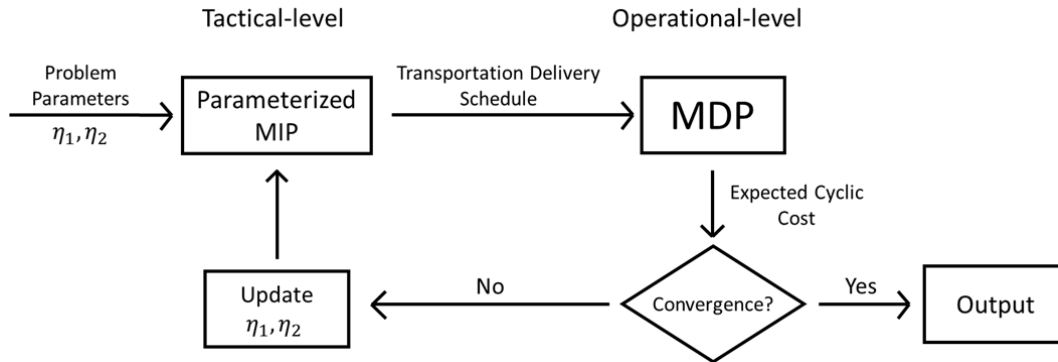 Tactical-level
Operational-level
Problem
Parameters
η₁, η₂
Parameterized
MIP
Transportation Delivery
Schedule
MDP
Expected Cyclic
Cost
Convergence?
Yes
Output
No
Update
η₁, η₂